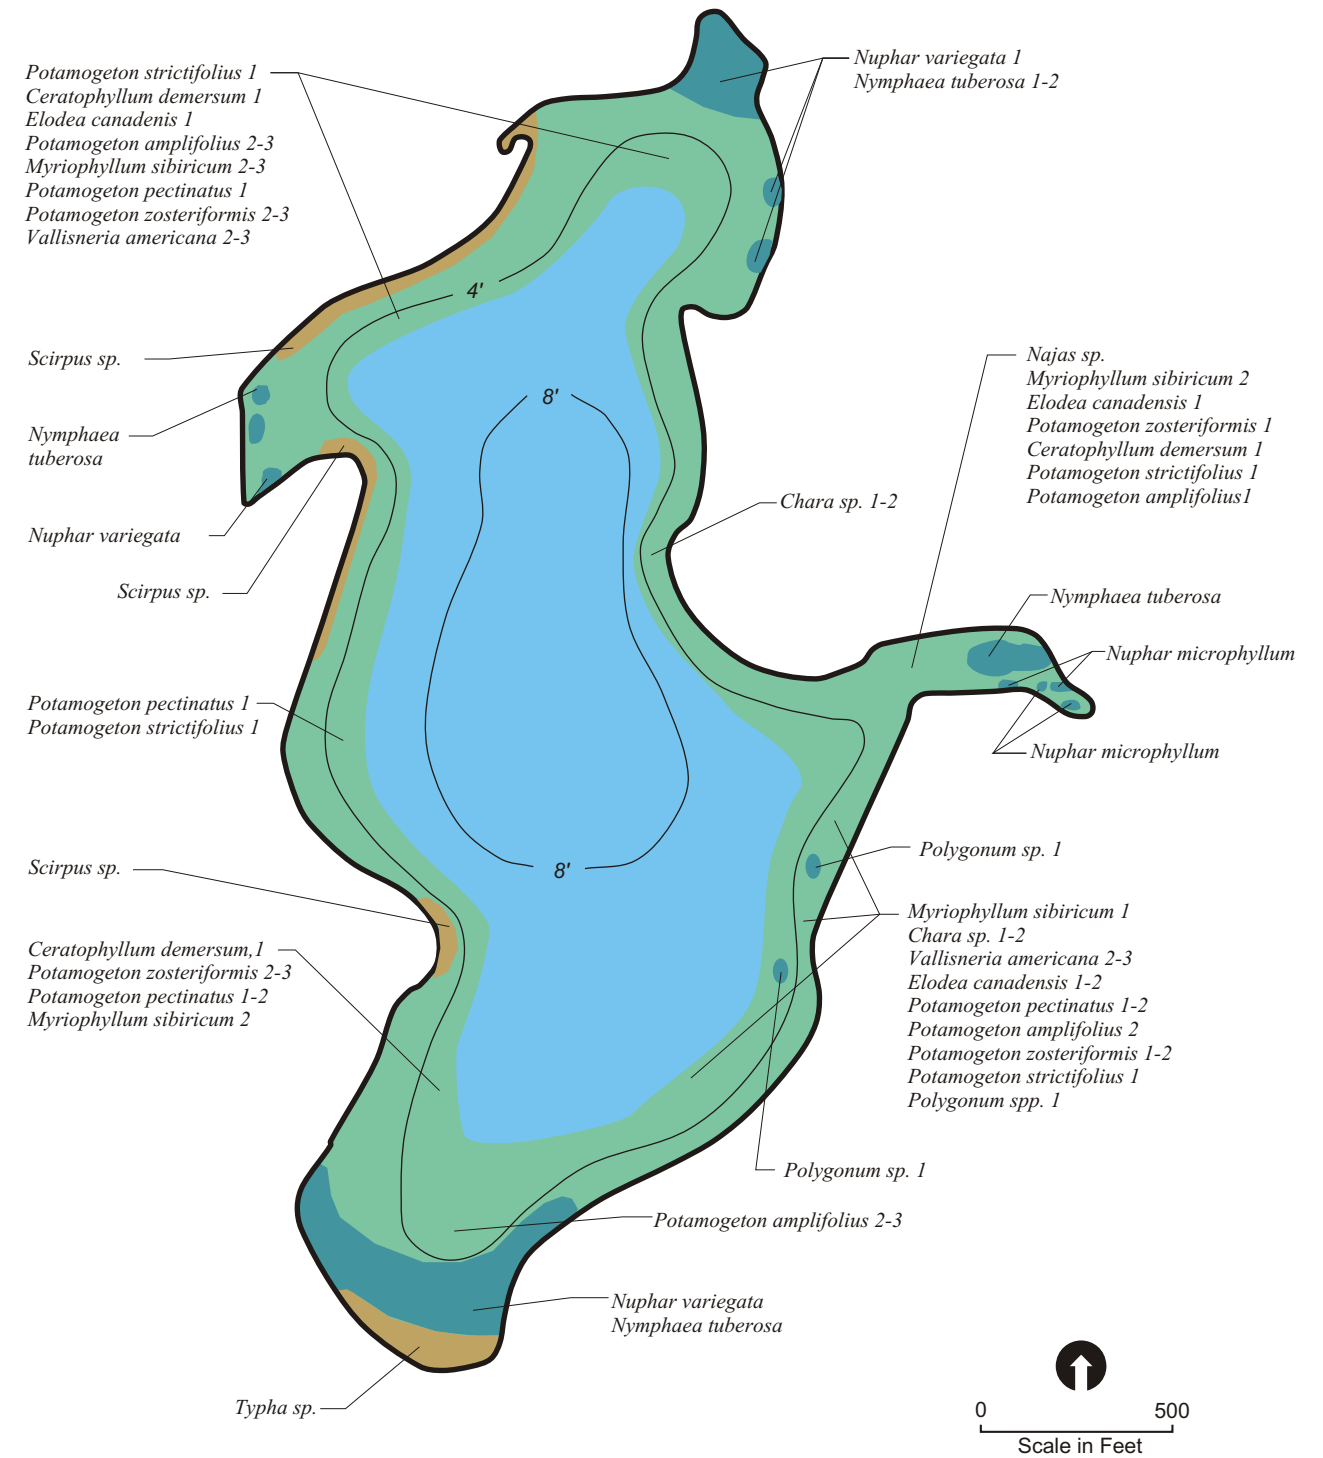 Potamogeton strictifolius 1
Ceratophyllum demersum 1
Elodea canadenis 1
Potamogeton amplifolius 2-3
Myriophyllum sibiricum 2-3
Potamogeton pectinatus 1
Potamogeton zosteriformis 2-3
Vallisneria americana 2-3
Nuphar variegata 1
Nymphaea tuberosa 1-2
4'
Scirpus sp.
8'
Nymphaea
tuberosa
Nuphar variegata
Scirpus sp.
Najas sp.
Myriophyllum sibiricum 2
Elodea canadensis 1
Potamogeton zosteriformis 1
Ceratophyllum demersum 1
Potamogeton strictifolius 1
Potamogeton amplifolius1
Chara sp. 1-2
Nymphaea tuberosa
Nuphar microphyllum
Nuphar microphyllum
Potamogeton pectinatus 1
Potamogeton strictifolius 1
Polygonum sp. 1
Scirpus sp.
8'
Myriophyllum sibiricum 1
Chara sp. 1-2
Vallisneria americana 2-3
Elodea canadensis 1-2
Potamogeton pectinatus 1-2
Potamogeton amplifolius 2
Potamogeton zosteriformis 1-2
Potamogeton strictifolius 1
Polygonum spp. 1
Ceratophyllum demersum,1
Potamogeton zosteriformis 2-3
Potamogeton pectinatus 1-2
Myriophyllum sibiricum 2
Polygonum sp. 1
Potamogeton amplifolius 2-3
Nuphar variegata
Nymphaea tuberosa
Typha sp.
0 500
Scale in Feet